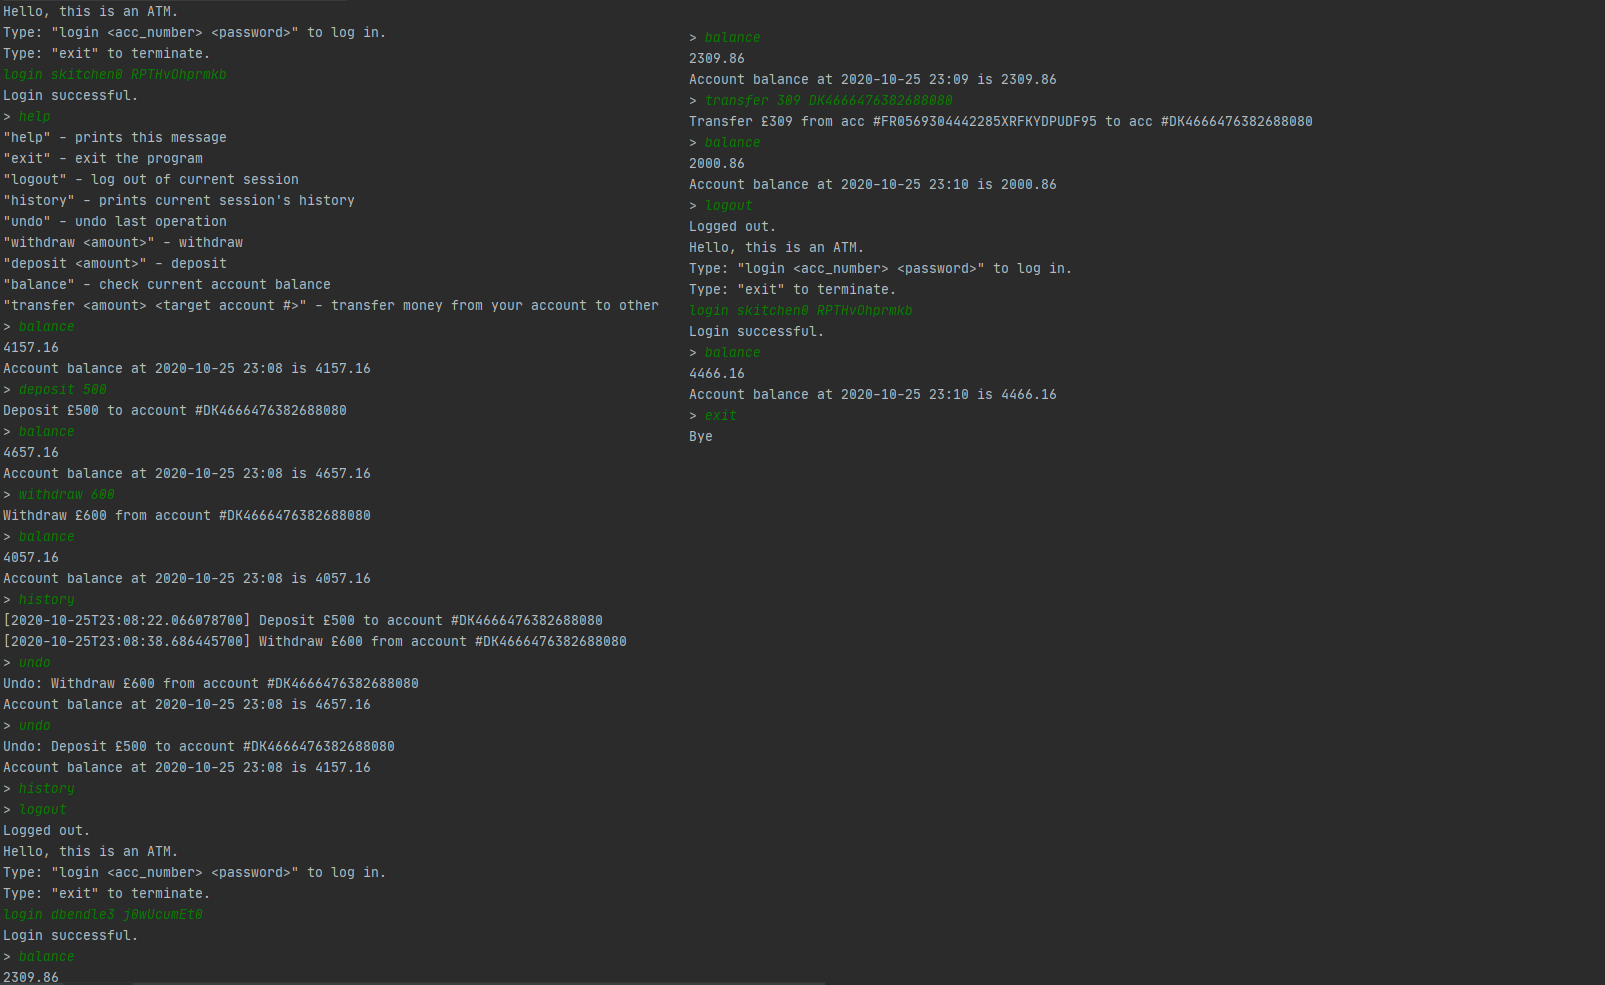 Hello, this is an ATM.
Type: "login <acc_number> <password>" to log in.
Type: "exit" to terminate.
login skitchen0 RPTHvOhprmkb
Login successful.
> help
"help" - prints this message
"exit" - exit the program
"logout" - log out of current session
"history" - prints current session's history
"undo" - undo last operation
"withdraw <amount>" - withdraw
"deposit <amount>" - deposit
"balance" - check current account balance
"transfer <amount> <target account #>" - transfer money from your account to other
> balance
4157.16
Account balance at 2020-10-25 23:08 is 4157.16
> deposit 500
Deposit £500 to account #DK4666476382688080
> balance
4657.16
Account balance at 2020-10-25 23:08 is 4657.16
> withdraw 600
Withdraw £600 from account #DK4666476382688080
> balance
4057.16
Account balance at 2020-10-25 23:08 is 4057.16
> history
[2020-10-25T23:08:22.066078700] Deposit £500 to account #DK4666476382688080
[2020-10-25T23:08:38.686445700] Withdraw £600 from account #DK4666476382688080
> undo
Undo: Withdraw £600 from account #DK4666476382688080
Account balance at 2020-10-25 23:08 is 4657.16
> undo
Undo: Deposit £500 to account #DK4666476382688080
Account balance at 2020-10-25 23:08 is 4157.16
> history
> logout
Logged out.
Hello, this is an ATM.
Type: "login <acc_number> <password>" to log in.
Type: "exit" to terminate.
login dbendle3 j0wUcumEt0
Login successful.
> balance
2309.86
> balance
2309.86
Account balance at 2020-10-25 23:09 is 2309.86
> transfer 309 DK4666476382688080
Transfer £309 from acc #FR0569304442285XRFKYDPUDF95 to acc #DK4666476382688080
> balance
2000.86
Account balance at 2020-10-25 23:10 is 2000.86
> logout
Logged out.
Hello, this is an ATM.
Type: "login <acc_number> <password>" to log in.
Type: "exit" to terminate.
login skitchen0 RPTHvOhprmkb
Login successful.
> balance
4466.16
Account balance at 2020-10-25 23:10 is 4466.16
> exit
Bye